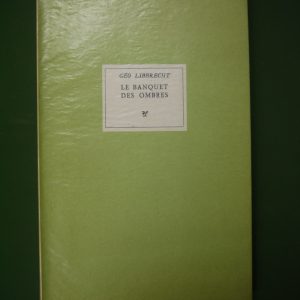 GÉO LIBBRECHT
LE BANQUET
DES OMBRES